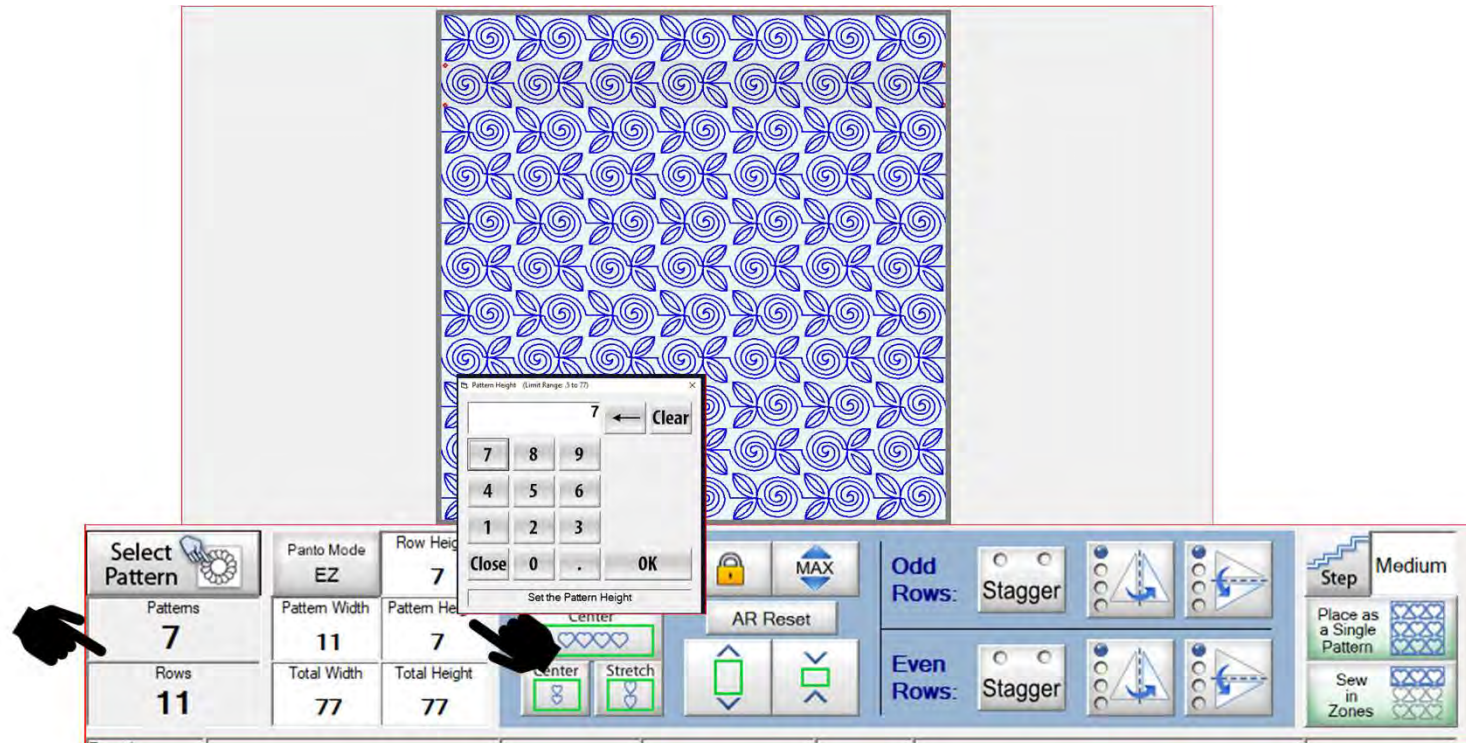 Pattern Height (Limit Range: .5 to 77)
7
← Clear
7 8 9
4 5 6
1 2 3
Close 0 . OK
Set the Pattern Height
Select
Pattern
Patterns
7
Rows
11
Panto Mode
EZ
Row Heig
7
Pattern Width
11
Pattern Hei
7
Total Width
77
Total Height
77
Center
Center
Stretch
MAX
AR Reset
Odd
Rows:
Stagger
Even
Rows:
Stagger
Step
Medium
Place as
a Single
Pattern
Sew
in
Zones